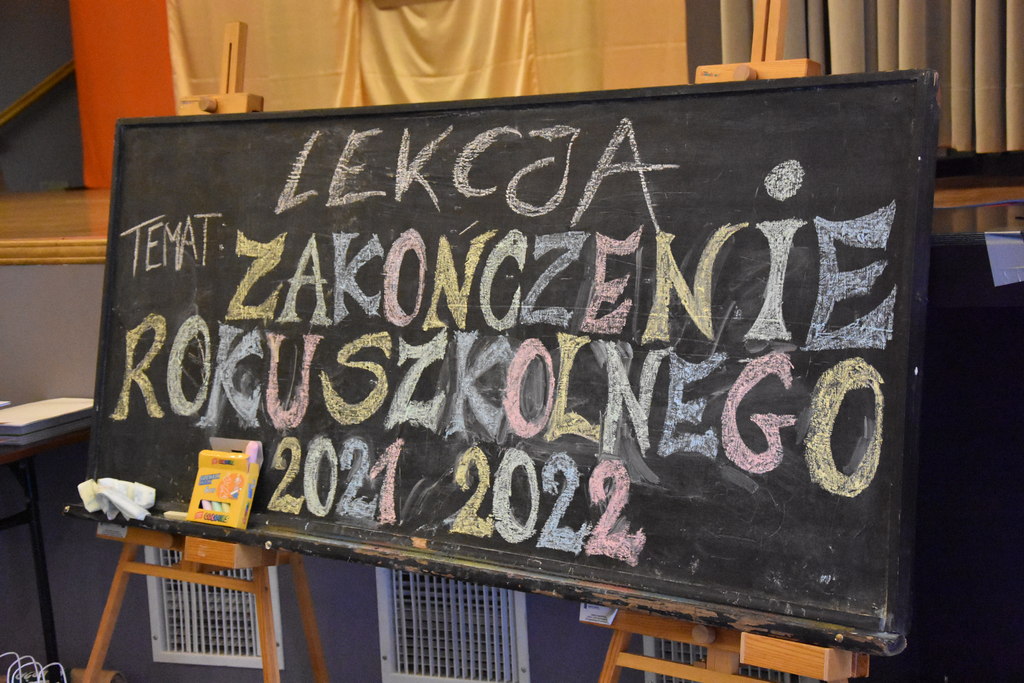 LEKCJA
TEMAT ZAKOŃCZENiE
ROKU SZKOLNEGO
2021 2022